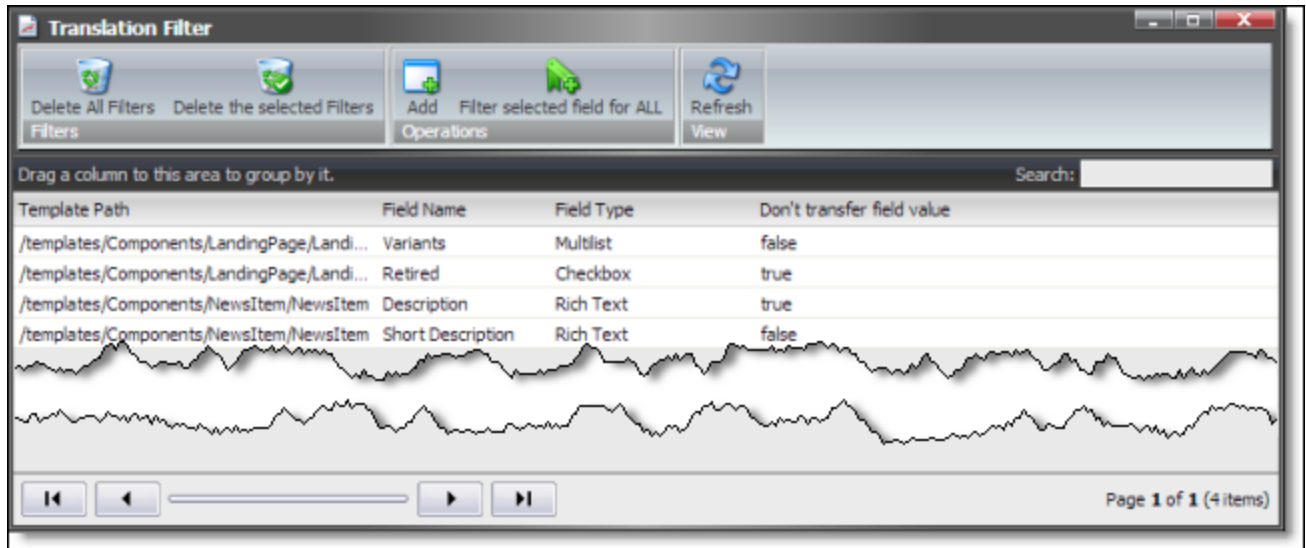 Translation Filter
Delete All Filters Delete the selected Filters Add Filter selected field for ALL Refresh
Filters Operations View
Drag a column to this area to group by it. Search:
Template Path Field Name Field Type Don't transfer field value
/templates/Components/LandingPage/Landi... Variants Multilist false
/templates/Components/LandingPage/Landi... Retired Checkbox true
/templates/Components/NewsItem/NewsItem Description Rich Text true
/templates/Components/NewsItem/NewsItem Short Description Rich Text false
Page 1 of 1 (4 items)